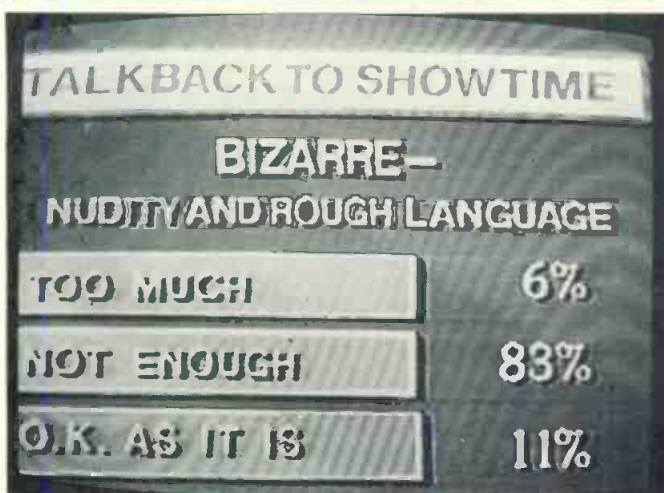 TALKBACK TO SHOWTIME
BIZARRE–
NUDITY AND ROUGH LANGUAGE
TOO MUCH 6%
NOT ENOUGH 83%
O.K. AS IT IS 11%